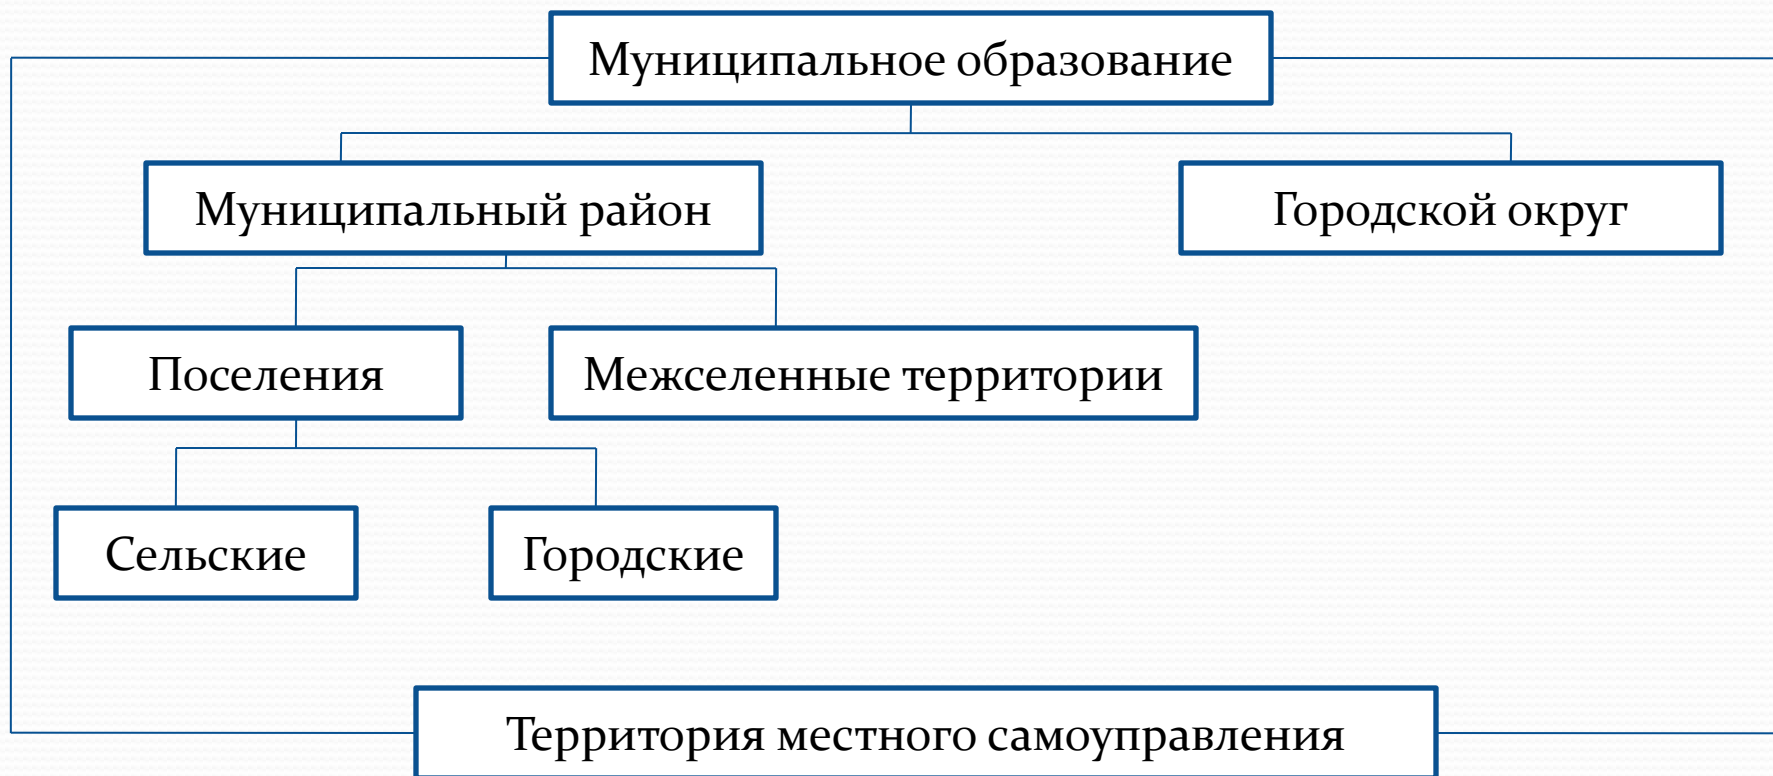 Муниципальное образование
Муниципальный район
Городской округ
Поселения
Межселенные территории
Сельские
Городские
Территория местного самоуправления